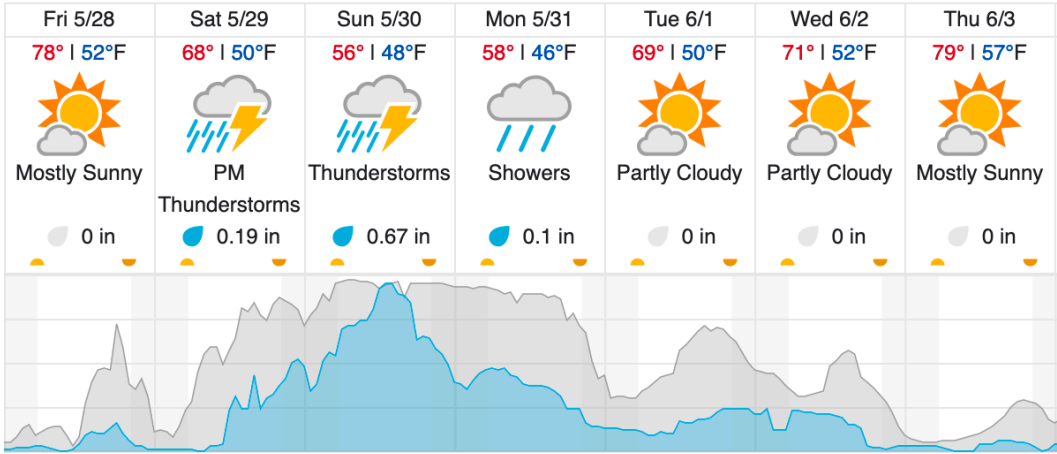 Fri 5/28
78° | 52°F
Mostly Sunny
0 in
Sat 5/29
68° | 50°F
PM
Thunderstorms
0.19 in
Sun 5/30
56° | 48°F
Thunderstorms
0.67 in
Mon 5/31
58° | 46°F
Showers
0.1 in
Tue 6/1
69° | 50°F
Partly Cloudy
0 in
Wed 6/2
71° | 52°F
Partly Cloudy
0 in
Thu 6/3
79° | 57°F
Mostly Sunny
0 in